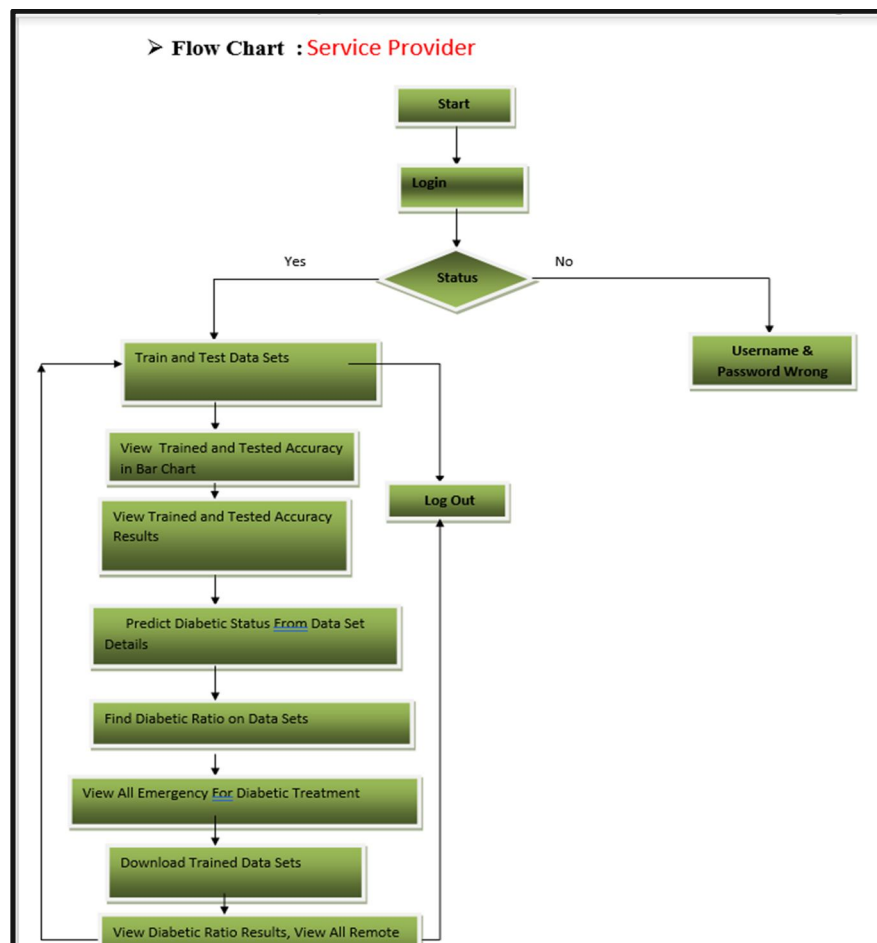 ➢ Flow Chart : Service Provider
Start
Login
Status
Yes
No
Train and Test Data Sets
Username &
Password Wrong
View Trained and Tested Accuracy
in Bar Chart
Log Out
View Trained and Tested Accuracy
Results
Predict Diabetic Status From Data Set
Details
Find Diabetic Ratio on Data Sets
View All Emergency For Diabetic Treatment
Download Trained Data Sets
View Diabetic Ratio Results, View All Remote